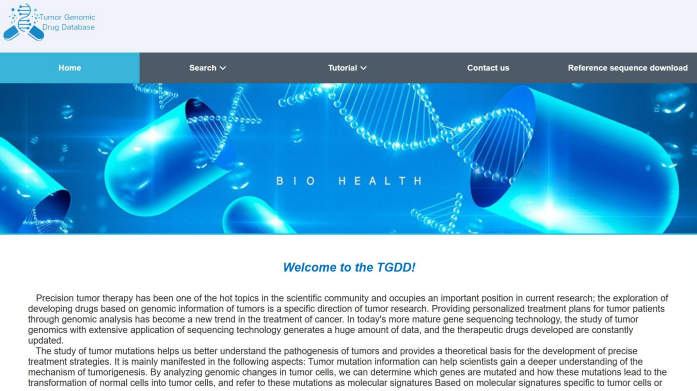 Tumor Genomic
Drug Database
Home
Search
Tutorial
Contact us
Reference sequence download
BIO HEALTH
Welcome to the TGDD!
Precision tumor therapy has been one of the hot topics in the scientific community and occupies an important position in current research; the exploration of
developing drugs based on genomic information of tumors is a specific direction of tumor research. Providing personalized treatment plans for tumor patients
through genomic analysis has become a new trend in the treatment of cancer. In today's more mature gene sequencing technology, the study of tumor
genomics with extensive application of sequencing technology generates a huge amount of data, and the therapeutic drugs developed are constantly
updated.
The study of tumor mutations helps us better understand the pathogenesis of tumors and provides a theoretical basis for the development of precise
treatment strategies. It is mainly manifested in the following aspects: Tumor mutation information can help scientists gain a deeper understanding of the
mechanism of tumorigenesis. By analyzing genomic changes in tumor cells, we can determine which genes are mutated and how these mutations lead to the
transformation of normal cells into tumor cells, and refer to these mutations as molecular signatures Based on molecular signatures specific to tumor cells or